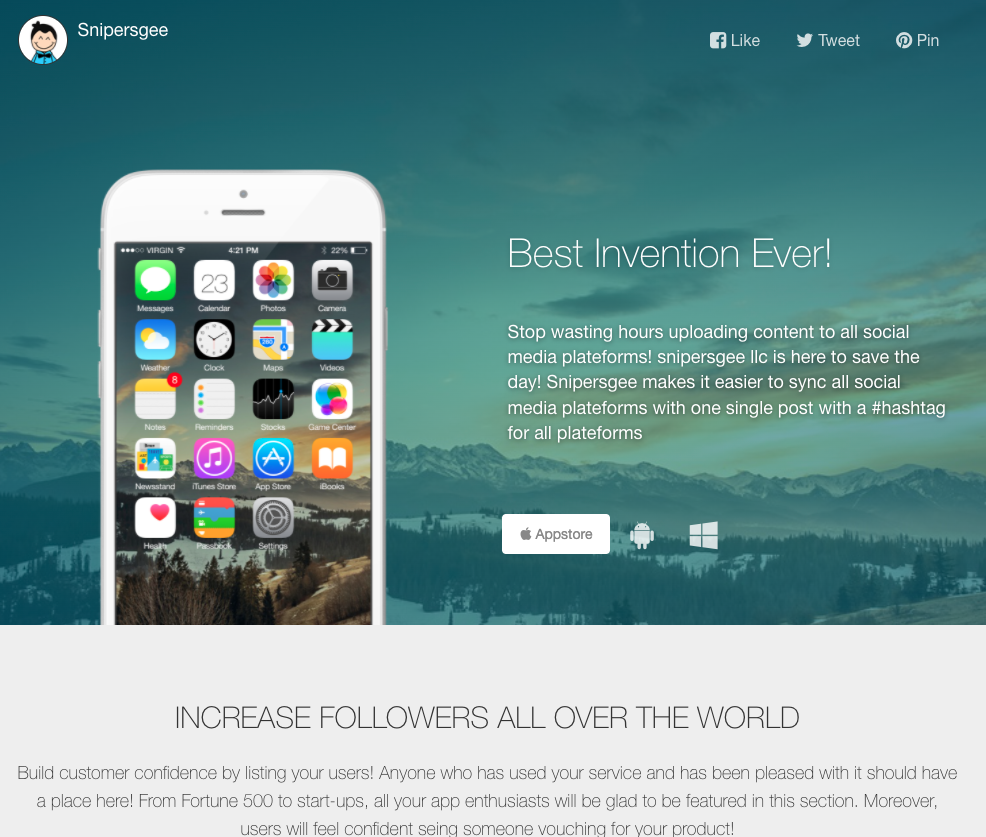 Snipersgee
Like Tweet Pin
VIRGIN 4:21 PM 22%
23
Messages Calendar Photos Camera
280
Weather Clock Maps Videos
8
Notes Reminders Stocks Game Center
News
Newsstand iTunes Store App Store iBooks
Health Passbook Settings
Best Invention Ever!
Stop wasting hours uploading content to all social
media plateforms! snipersgee llc is here to save the
day! Snipersgee makes it easier to sync all social
media plateforms with one single post with a #hashtag
for all plateforms
Appstore
INCREASE FOLLOWERS ALL OVER THE WORLD
Build customer confidence by listing your users! Anyone who has used your service and has been pleased with it should have
a place here! From Fortune 500 to start-ups, all your app enthusiasts will be glad to be featured in this section. Moreover,
users will feel confident seing someone vouching for your product!